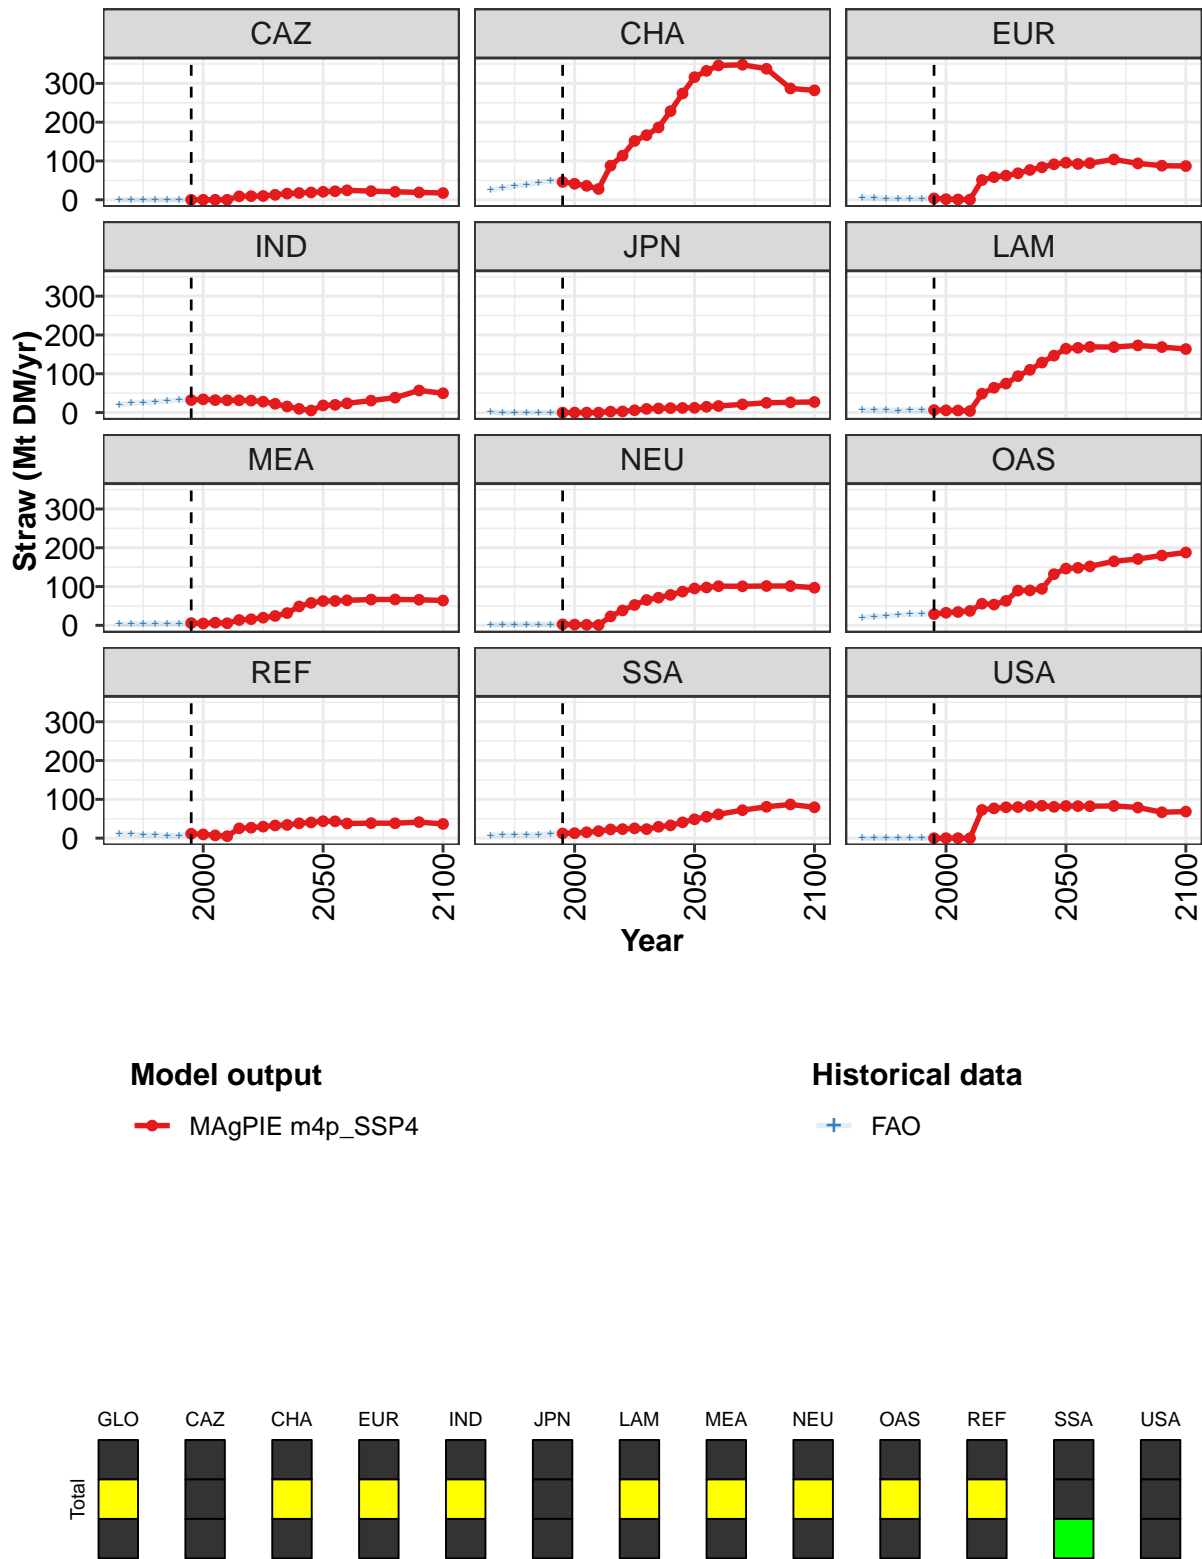 CAZ CHA EUR
300
200
100
0
IND JPN LAM
300
200
100
0
MEA NEU OAS
300
200
100
0
REF SSA USA
300
200
100
0
Straw (Mt DM/yr)
2000 2050 2100 2000 2050 2100 2000 2050 2100
Year
Model output Historical data
MAgPIE m4p_SSP4 FAO
GLO CAZ CHA EUR IND JPN LAM MEA NEU OAS REF SSA USA
Total